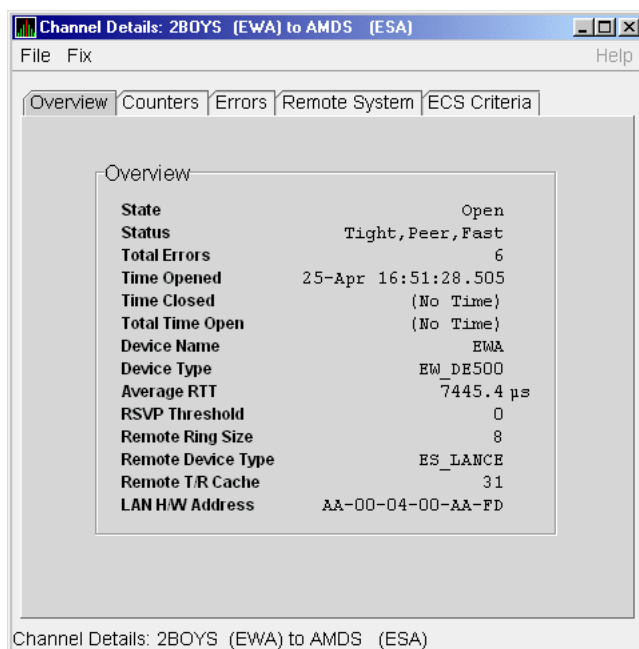 Channel Details: 2BOYS (EWA) to AMDS (ESA)
File Fix Help
Overview Counters Errors Remote System ECS Criteria
Overview
State Open
Status Tight,Peer,Fast
Total Errors 6
Time Opened 25-Apr 16:51:28.505
Time Closed (No Time)
Total Time Open (No Time)
Device Name EWA
Device Type EW_DE500
Average RTT 7445.4 µs
RSVP Threshold 0
Remote Ring Size 8
Remote Device Type ES_LANCE
Remote T/R Cache 31
LAN H/W Address AA-00-04-00-AA-FD
Channel Details: 2BOYS (EWA) to AMDS (ESA)